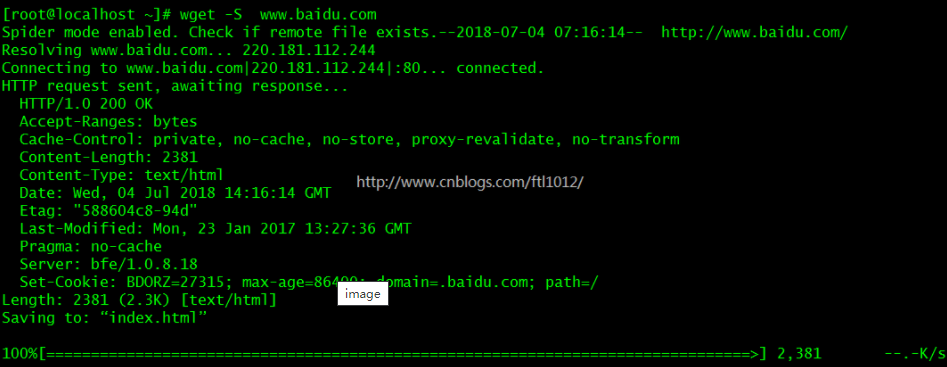 [root@localhost ~]# wget -S  www.baidu.com
Spider mode enabled. Check if remote file exists.--2018-07-04 07:16:14--  http://www.baidu.com/
Resolving www.baidu.com... 220.181.112.244
Connecting to www.baidu.com|220.181.112.244|:80... connected.
HTTP request sent, awaiting response...
  HTTP/1.0 200 OK
  Accept-Ranges: bytes
  Cache-Control: private, no-cache, no-store, proxy-revalidate, no-transform
  Content-Length: 2381
  Content-Type: text/html
http://www.cnblogs.com/ftl1012/
  Date: Wed, 04 Jul 2018 14:16:14 GMT
  Etag: "588604c8-94d"
  Last-Modified: Mon, 23 Jan 2017 13:27:36 GMT
  Pragma: no-cache
  Server: bfe/1.0.8.18
  Set-Cookie: BDORZ=27315; max-age=86400; domain=.baidu.com; path=/
image
Length: 2381 (2.3K) [text/html]
Saving to: “index.html”
100%[===============================================================================>] 2,381       --.-K/s